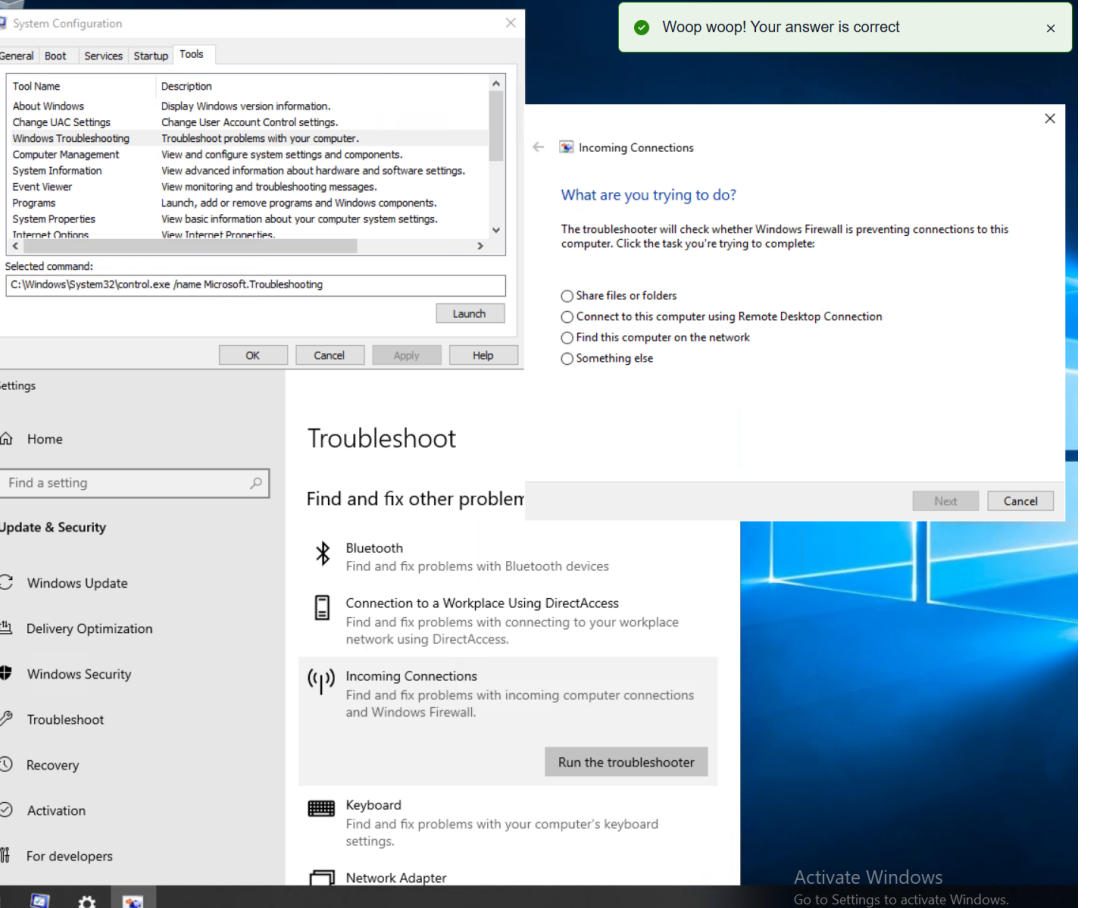 System Configuration
General Boot Services Startup Tools
Tool Name Description
About Windows Display Windows version information.
Change UAC Settings Change User Account Control settings.
Windows Troubleshooting Troubleshoot problems with your computer.
Computer Management View and configure system settings and components.
System Information View advanced information about hardware and software settings.
Event Viewer View monitoring and troubleshooting messages.
Programs Launch, add or remove programs and Windows components.
System Properties View basic information about your computer system settings.
Internet Options View Internet Properties.
Selected command:
C:\Windows\System32\control.exe /name Microsoft.Troubleshooting
Launch
OK Cancel Apply Help
Woop woop! Your answer is correct
Incoming Connections
What are you trying to do?
The troubleshooter will check whether Windows Firewall is preventing connections to this
computer. Click the task you're trying to complete:
Share files or folders
Connect to this computer using Remote Desktop Connection
Find this computer on the network
Something else
Next Cancel
Settings
Home
Find a setting
Update & Security
Windows Update
Delivery Optimization
Windows Security
Troubleshoot
Recovery
Activation
For developers
Troubleshoot
Find and fix other problem
Bluetooth
Find and fix problems with Bluetooth devices
Connection to a Workplace Using DirectAccess
Find and fix problems with connecting to your workplace
network using DirectAccess.
Incoming Connections
Find and fix problems with incoming computer connections
and Windows Firewall.
Run the troubleshooter
Keyboard
Find and fix problems with your computer's keyboard
settings.
Network Adapter
Activate Windows
Go to Settings to activate Windows.